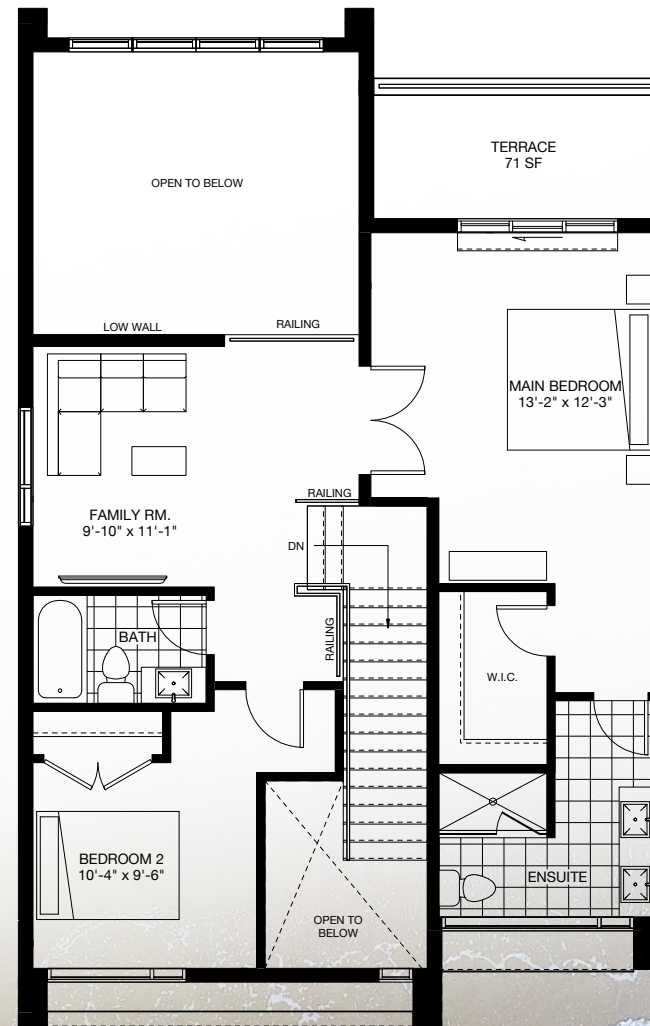 TERRACE
71 SF
OPEN TO BELOW
LOW WALL
RAILING
MAIN BEDROOM
13'-2" x 12'-3"
RAILING
FAMILY RM.
9'-10" x 11'-1"
DN
BATH
RAILING
W.I.C.
BEDROOM 2
10'-4" x 9'-6"
ENSUITE
OPEN TO
BELOW